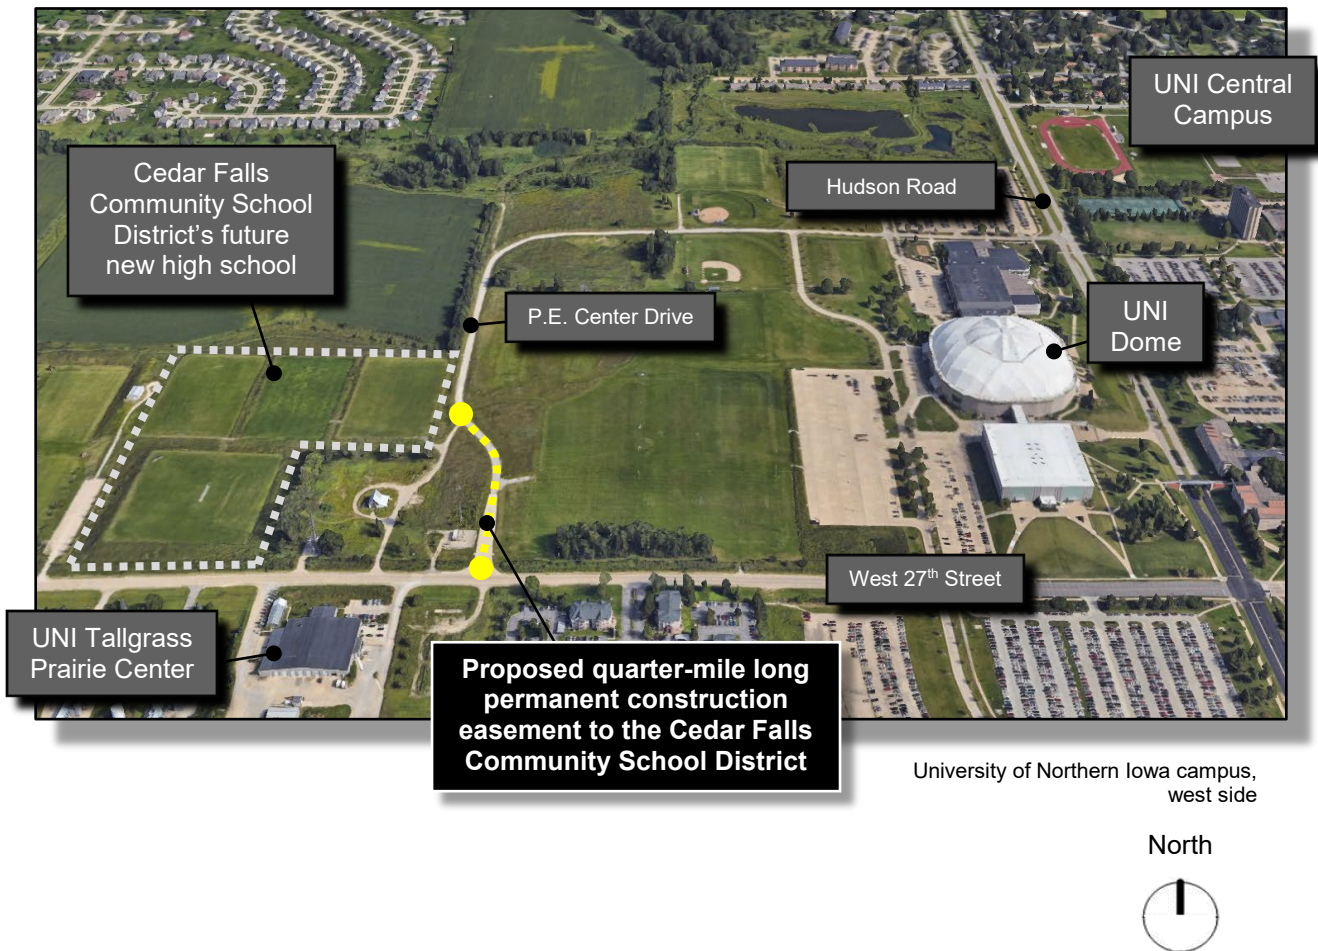 UNI Central
Campus
Cedar Falls
Community School
District’s future
new high school
Hudson Road
P.E. Center Drive
UNI
Dome
West 27th Street
UNI Tallgrass
Prairie Center
Proposed quarter-mile long
permanent construction
easement to the Cedar Falls
Community School District
University of Northern Iowa campus,
west side
North